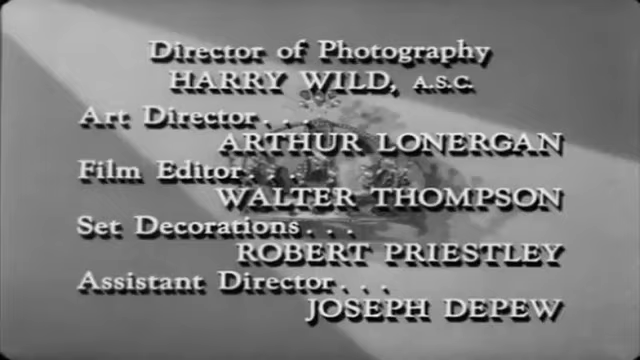 Director of Photography
HARRY WILD, A.S.C.
Art Director...
ARTHUR LONERGAN
Film Editor...
WALTER THOMPSON
Set Decorations...
ROBERT PRIESTLEY
Assistant Director...
JOSEPH DEPEW